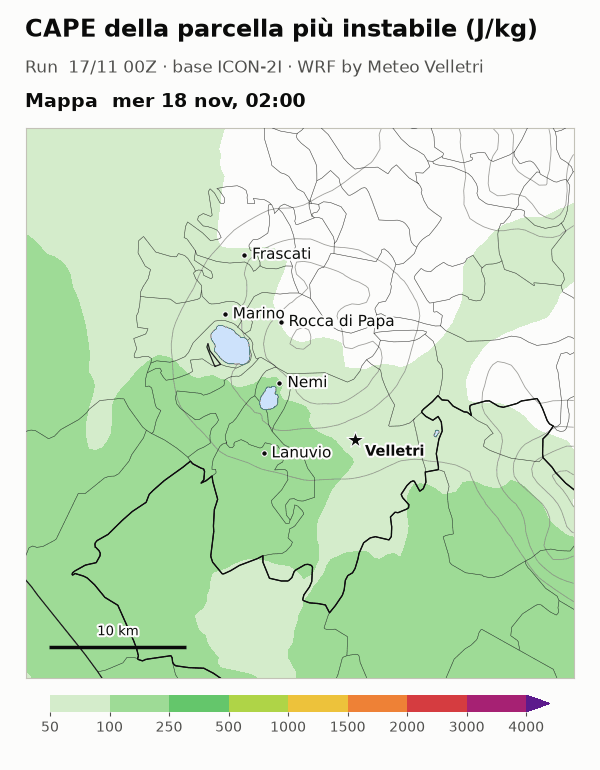 CAPE della parcella più instabile (J/kg)
Run  17/11 00Z · base ICON-2I · WRF by Meteo Velletri
Mappa  mer 18 nov, 02:00
Frascati
Marino
Rocca di Papa
Nemi
Velletri
Lanuvio
10 km
50 100 250 500 1000 1500 2000 3000 4000